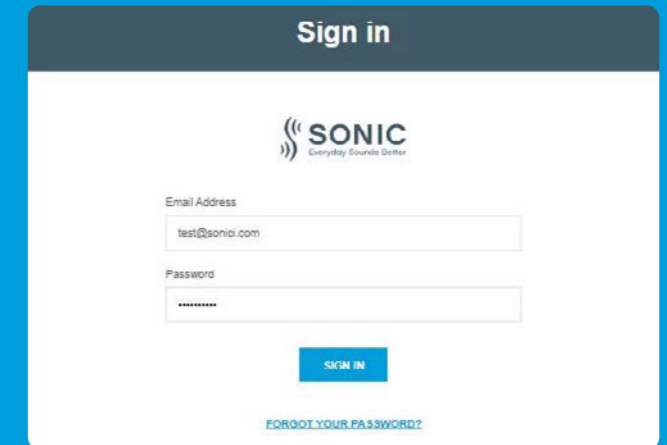 Sign in
SONIC
Everyday Sounds Better
Email Address
test@sonici.com
Password
••••••••••
SIGN IN
FORGOT YOUR PASSWORD?